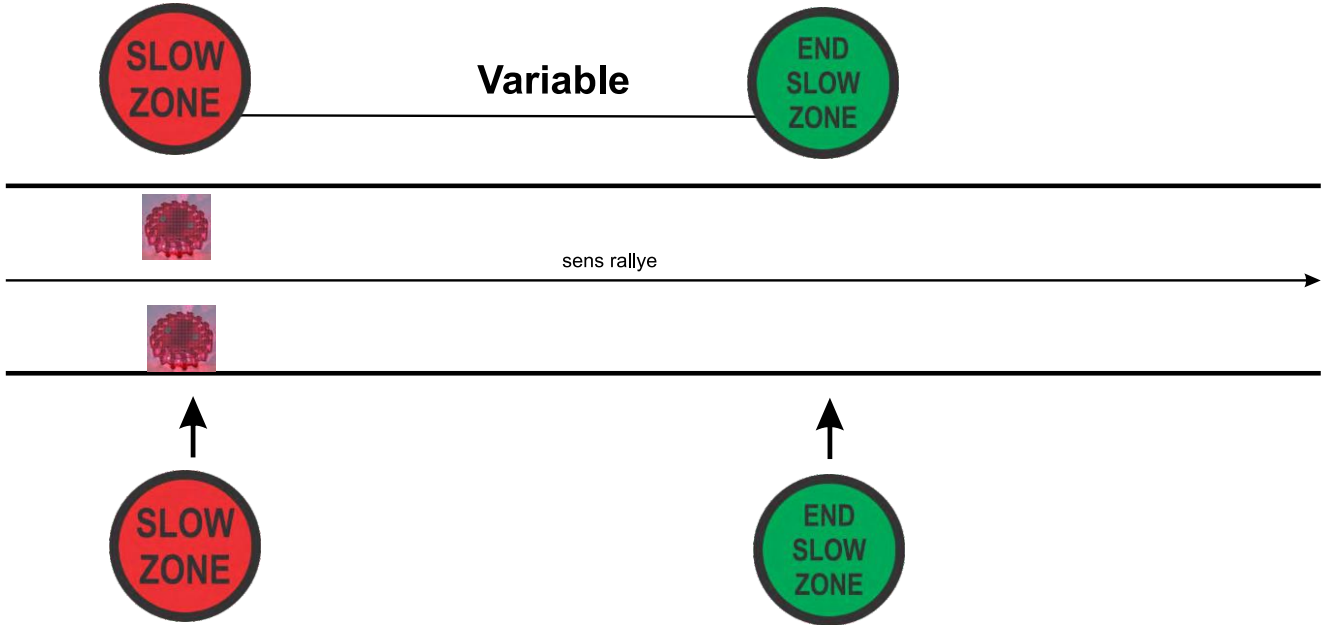 SLOW
ZONE
Variable
END
SLOW
ZONE
sens rallye
SLOW
ZONE
END
SLOW
ZONE